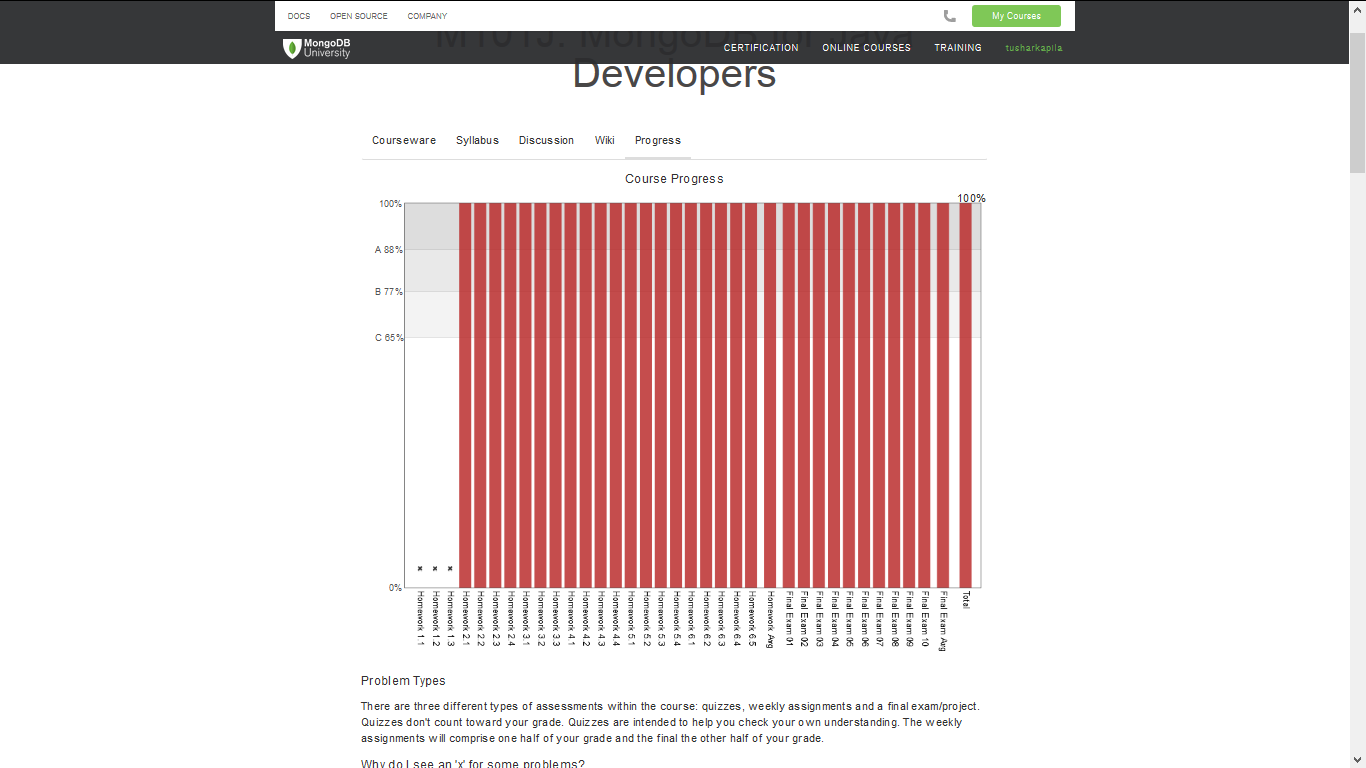 DOCS OPEN SOURCE COMPANY My Courses
M101J: MongoDB for Java
MongoDB
University
CERTIFICATION ONLINE COURSES TRAINING tusharkapila
Developers
Courseware Syllabus Discussion Wiki Progress
Course Progress
100%
100%
A 88%
B 77%
C 65%
0%
Homework 1.1
Homework 1.2
Homework 1.3
Homework 2.1
Homework 2.2
Homework 2.3
Homework 2.4
Homework 3.1
Homework 3.2
Homework 3.3
Homework 4.1
Homework 4.2
Homework 4.3
Homework 4.4
Homework 5.1
Homework 5.2
Homework 5.3
Homework 5.4
Homework 6.1
Homework 6.2
Homework 6.3
Homework 6.4
Homework 6.5
Homework Avg
Final Exam 01
Final Exam 02
Final Exam 03
Final Exam 04
Final Exam 05
Final Exam 06
Final Exam 07
Final Exam 08
Final Exam 09
Final Exam 10
Final Exam Avg
Total
Problem Types
There are three different types of assessments within the course: quizzes, weekly assignments and a final exam/project.
Quizzes don't count toward your grade. Quizzes are intended to help you check your own understanding. The weekly
assignments will comprise one half of your grade and the final the other half of your grade.
Why do I see an 'x' for some problems?